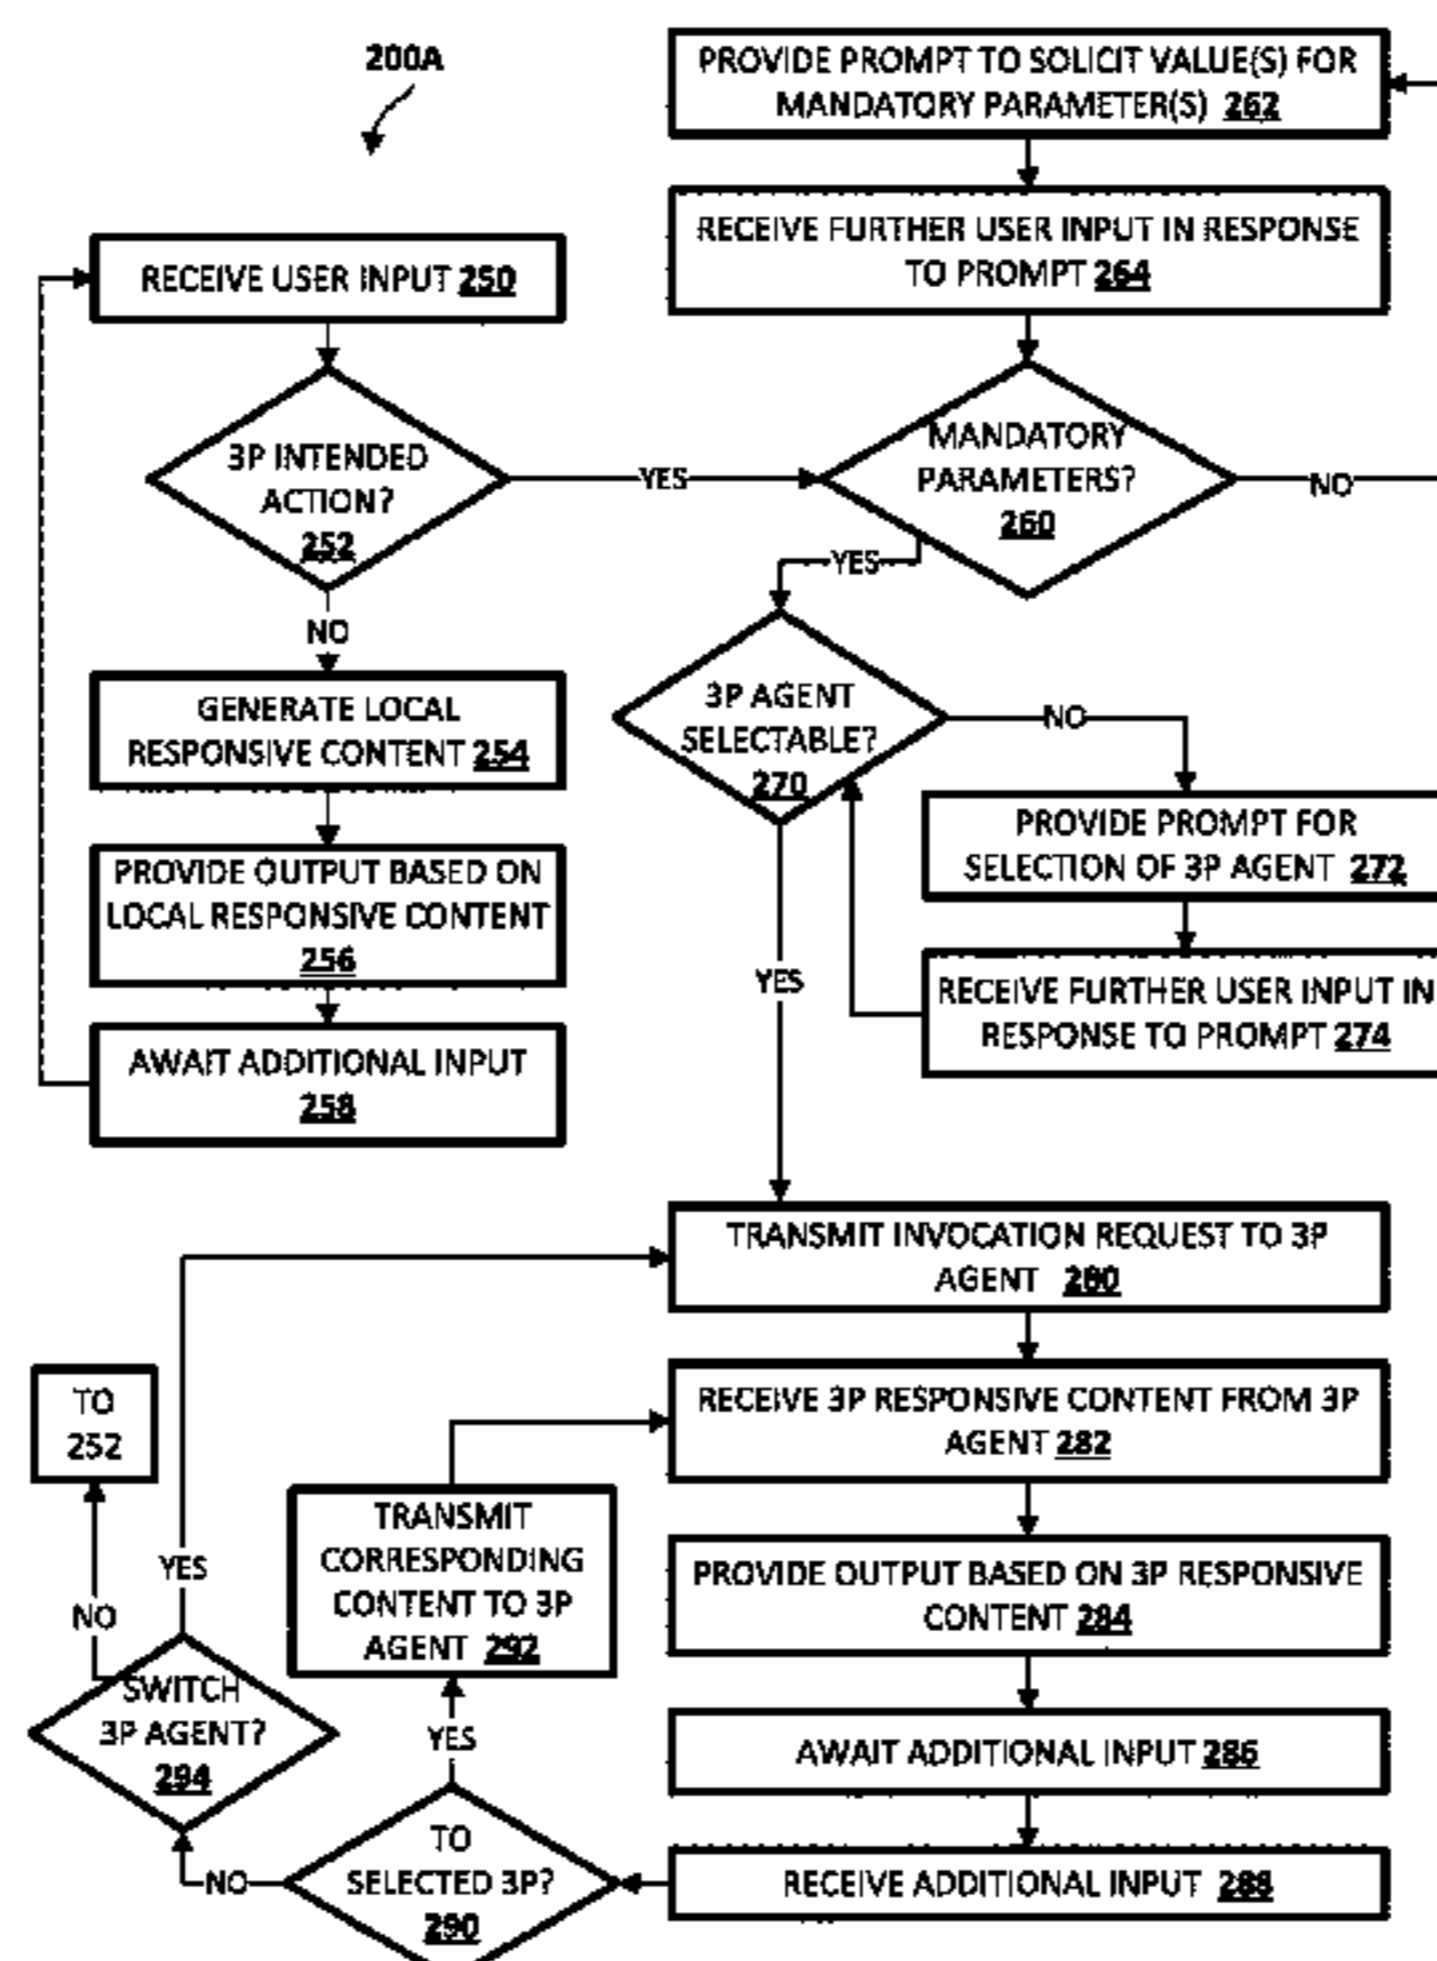 200A
PROVIDE PROMPT TO SOLICIT VALUE(S) FOR
MANDATORY PARAMETER(S) 262
RECEIVE FURTHER USER INPUT IN RESPONSE
TO PROMPT 264
RECEIVE USER INPUT 250
3P INTENDED
ACTION?
252
YES
MANDATORY
PARAMETERS?
260
NO
YES
NO
GENERATE LOCAL
RESPONSIVE CONTENT 254
PROVIDE OUTPUT BASED ON
LOCAL RESPONSIVE CONTENT
256
AWAIT ADDITIONAL INPUT
258
3P AGENT
SELECTABLE?
270
NO
PROVIDE PROMPT FOR
SELECTION OF 3P AGENT 272
RECEIVE FURTHER USER INPUT IN
RESPONSE TO PROMPT 274
YES
TRANSMIT INVOCATION REQUEST TO 3P
AGENT 280
RECEIVE 3P RESPONSIVE CONTENT FROM 3P
AGENT 282
PROVIDE OUTPUT BASED ON 3P RESPONSIVE
CONTENT 284
AWAIT ADDITIONAL INPUT 286
RECEIVE ADDITIONAL INPUT 288
TO
SELECTED 3P?
290
YES
TRANSMIT
CORRESPONDING
CONTENT TO 3P
AGENT 292
NO
SWITCH
3P AGENT?
294
YES
NO
TO
252